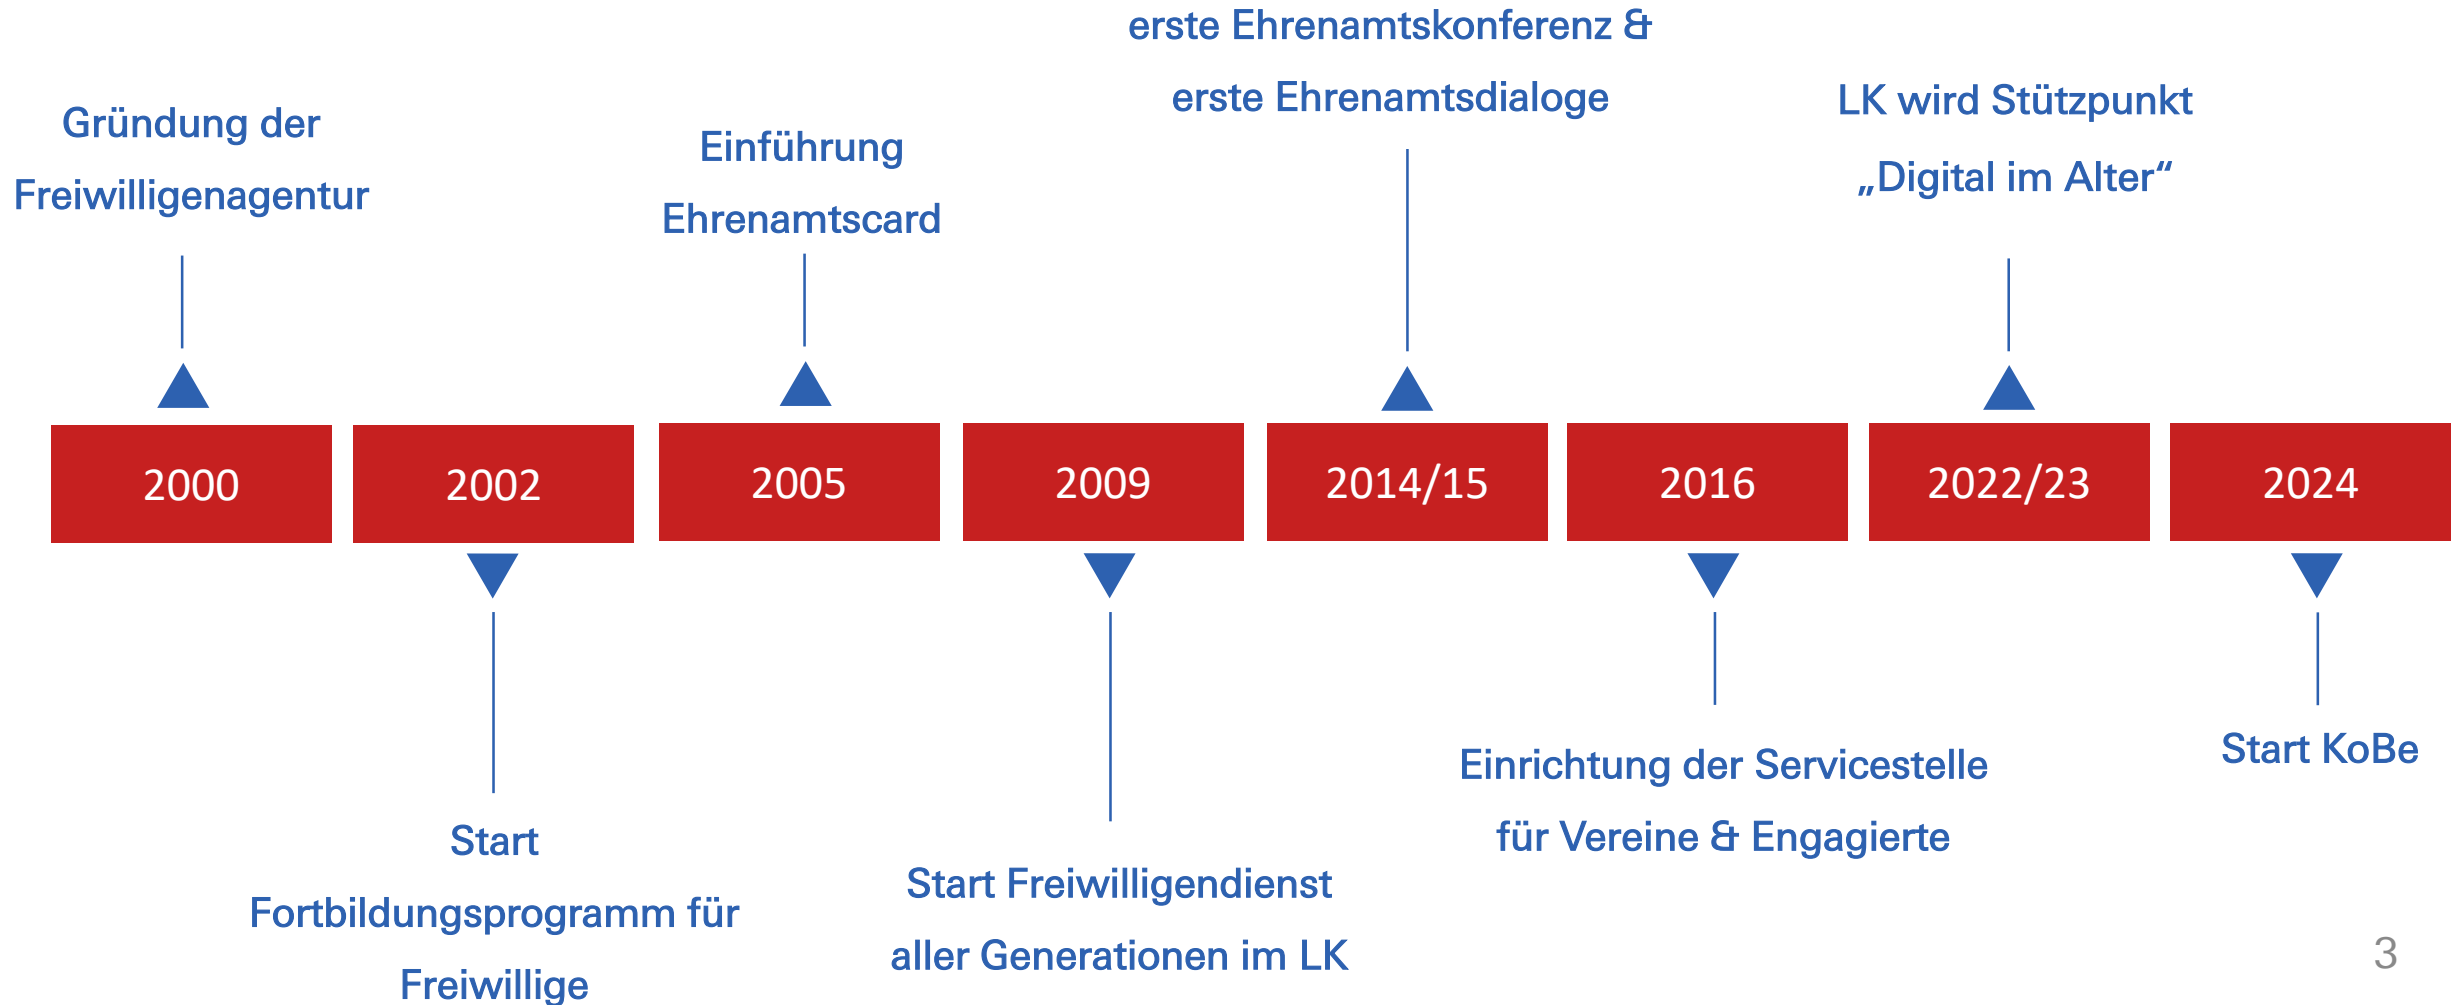 erste Ehrenamtskonferenz &
erste Ehrenamtsdialoge
Gründung der
Freiwilligenagentur
Einführung
Ehrenamtscard
LK wird Stützpunkt
„Digital im Alter“
2000
2002
2005
2009
2014/15
2016
2022/23
2024
Start
Fortbildungsprogramm für
Freiwillige
Start Freiwilligendienst
aller Generationen im LK
Einrichtung der Servicestelle
für Vereine & Engagierte
Start KoBe
3